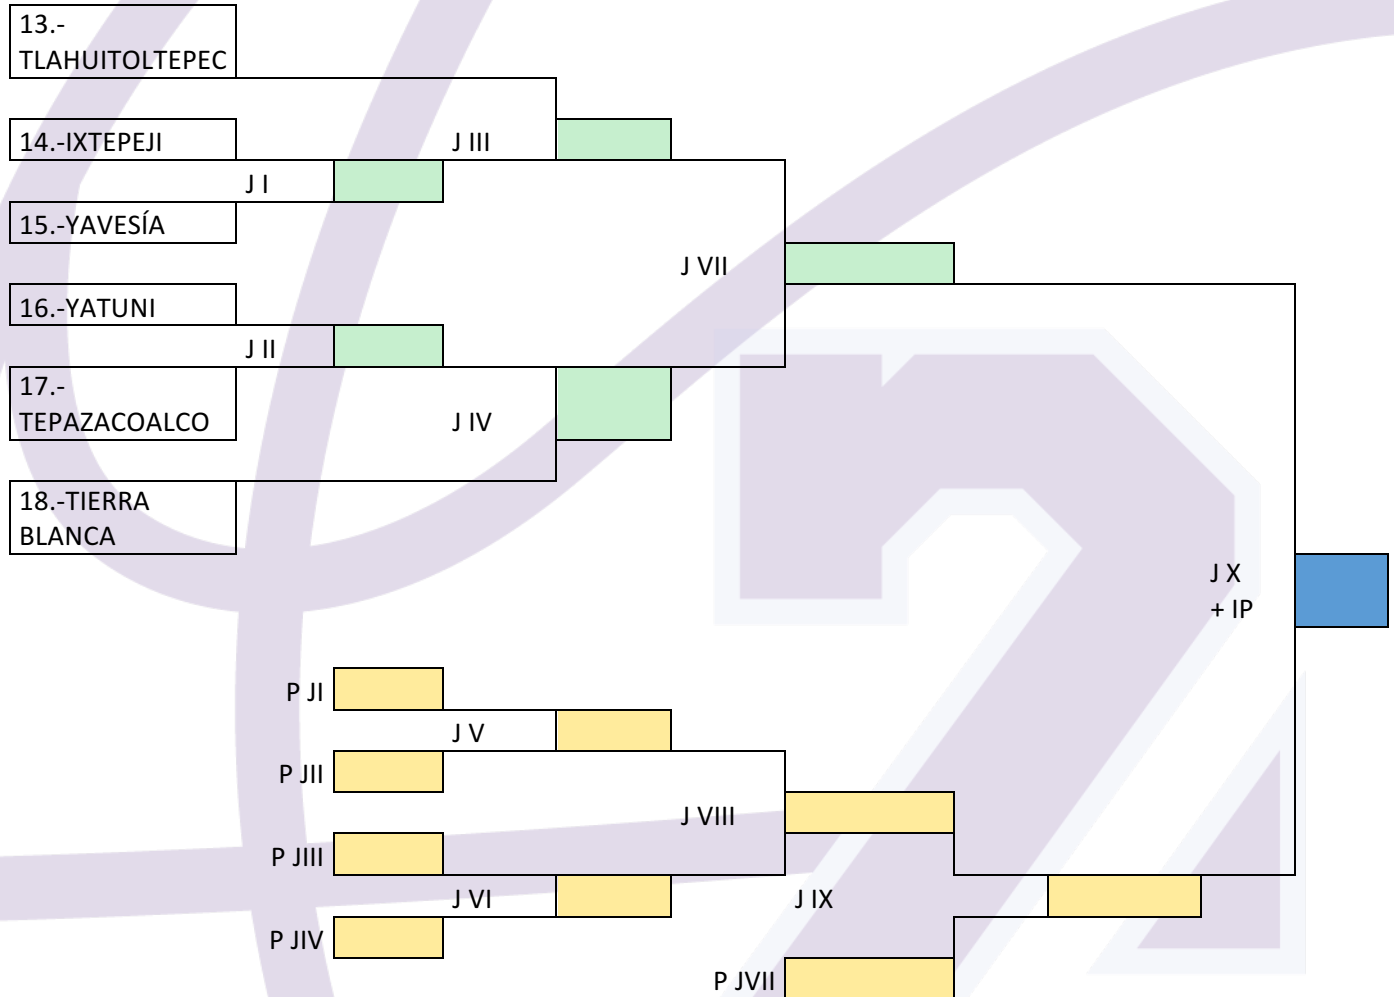 13.-
TLAHUITOLTEPEC
14.-IXTEPEJI
J III
J I
15.-YAVESÍA
J VII
16.-YATUNI
J II
17.-
TEPAZACOALCO
J IV
18.-TIERRA
BLANCA
J X
+ IP
P JI
J V
P JII
J VIII
P JIII
J VI
J IX
P JIV
P JVII